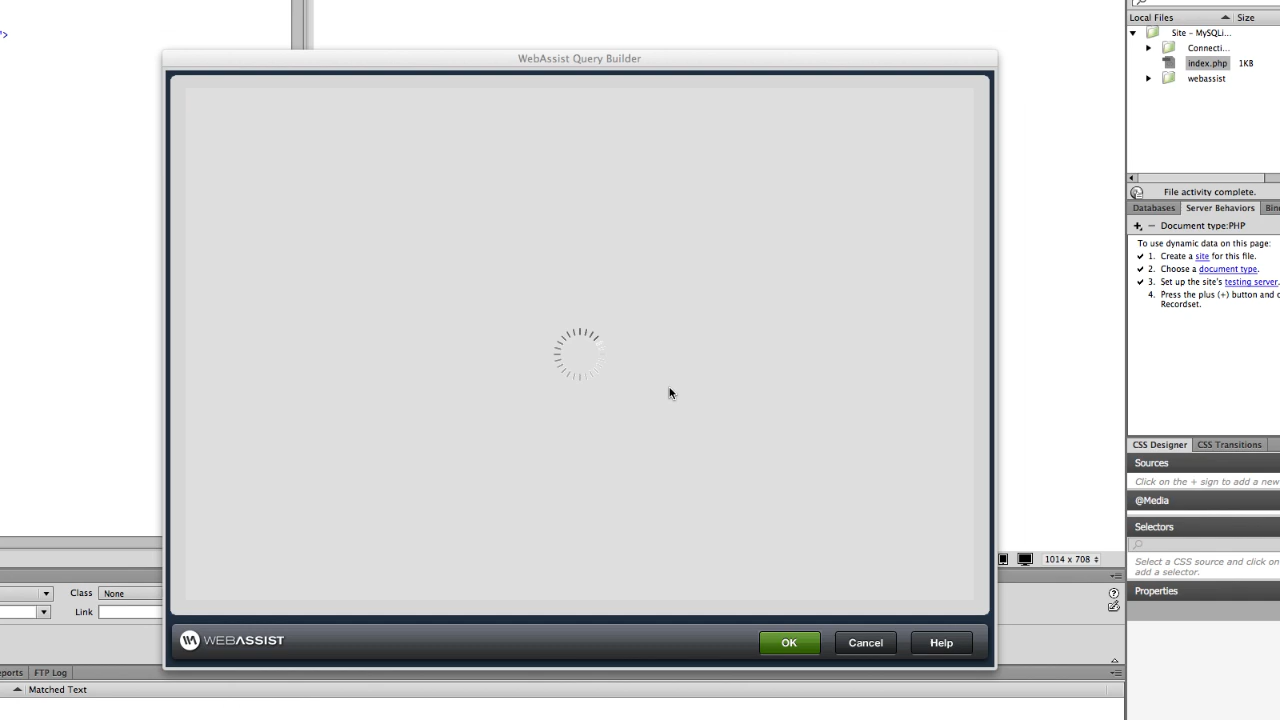 ">
WebAssist Query Builder
WEBASSIST
OK
Cancel
Help
Class
None
Link
1014 x 708
FTP Log
Matched Text
Local Files
Size
Site - MySQLi...
Connecti...
index.php
1KB
webassist
File activity complete.
Databases
Server Behaviors
Document type:PHP
To use dynamic data on this page:
1. Create a site for this file.
2. Choose a document type.
3. Set up the site's testing server.
4. Press the plus (+) button and
Recordset.
CSS Designer
CSS Transitions
Sources
Click on the + sign to add a new
@Media
Selectors
Select a CSS source and click on
add a selector.
Properties